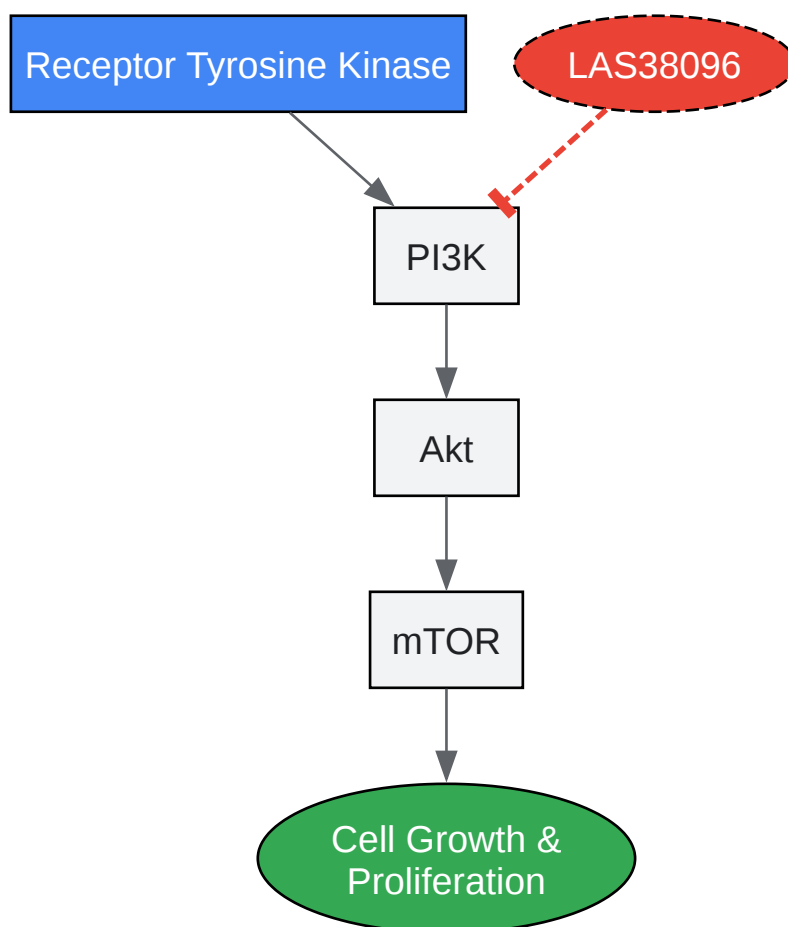 Receptor Tyrosine Kinase
LAS38096
PI3K
Akt
mTOR
Cell Growth &
Proliferation